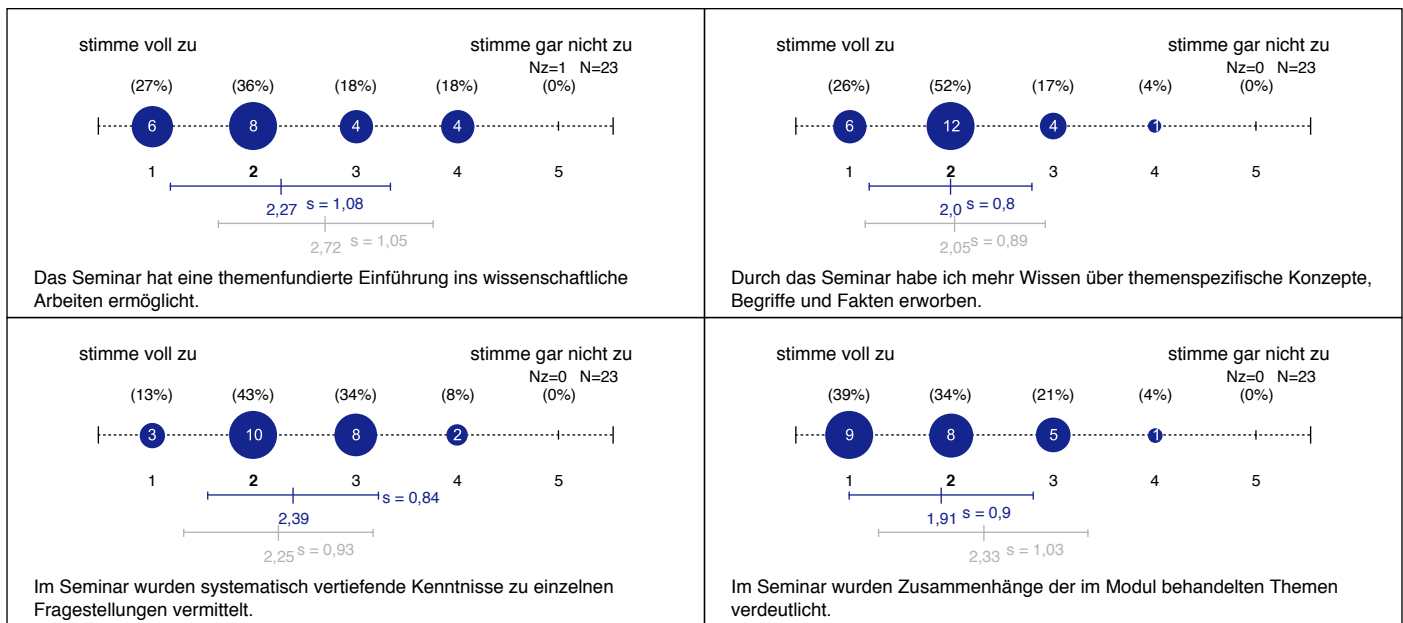 stimme voll zu stimme gar nicht zu
Nz=1 N=23
(27%) (36%) (18%) (18%) (0%)
6 8 4 4
1 2 3 4 5
2,27 s = 1,08
2,72 s = 1,05
Das Seminar hat eine themenfundierte Einführung ins wissenschaftliche
Arbeiten ermöglicht.
stimme voll zu stimme gar nicht zu
Nz=0 N=23
(26%) (52%) (17%) (4%) (0%)
6 12 4 1
1 2 3 4 5
2,0 s = 0,8
2,05 s = 0,89
Durch das Seminar habe ich mehr Wissen über themenspezifische Konzepte,
Begriffe und Fakten erworben.
stimme voll zu stimme gar nicht zu
Nz=0 N=23
(13%) (43%) (34%) (8%) (0%)
3 10 8 2
1 2 3 4 5
s = 0,84
2,39
2,25 s = 0,93
Im Seminar wurden systematisch vertiefende Kenntnisse zu einzelnen
Fragestellungen vermittelt.
stimme voll zu stimme gar nicht zu
Nz=0 N=23
(39%) (34%) (21%) (4%) (0%)
9 8 5 1
1 2 3 4 5
1,91 s = 0,9
2,33 s = 1,03
Im Seminar wurden Zusammenhänge der im Modul behandelten Themen
verdeutlicht.